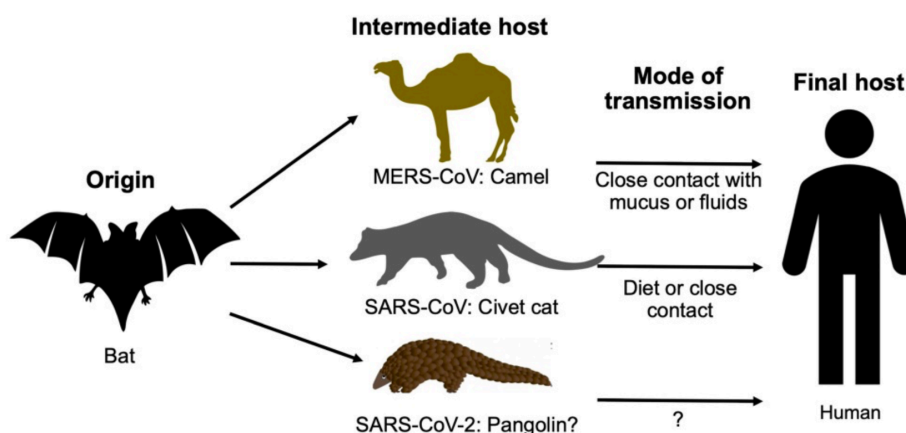 Intermediate host
Mode of
transmission
Final host
Origin
MERS-CoV: Camel
Close contact with
mucus or fluids
SARS-CoV: Civet cat
Diet or close
contact
Bat
SARS-CoV-2: Pangolin?
?
Human